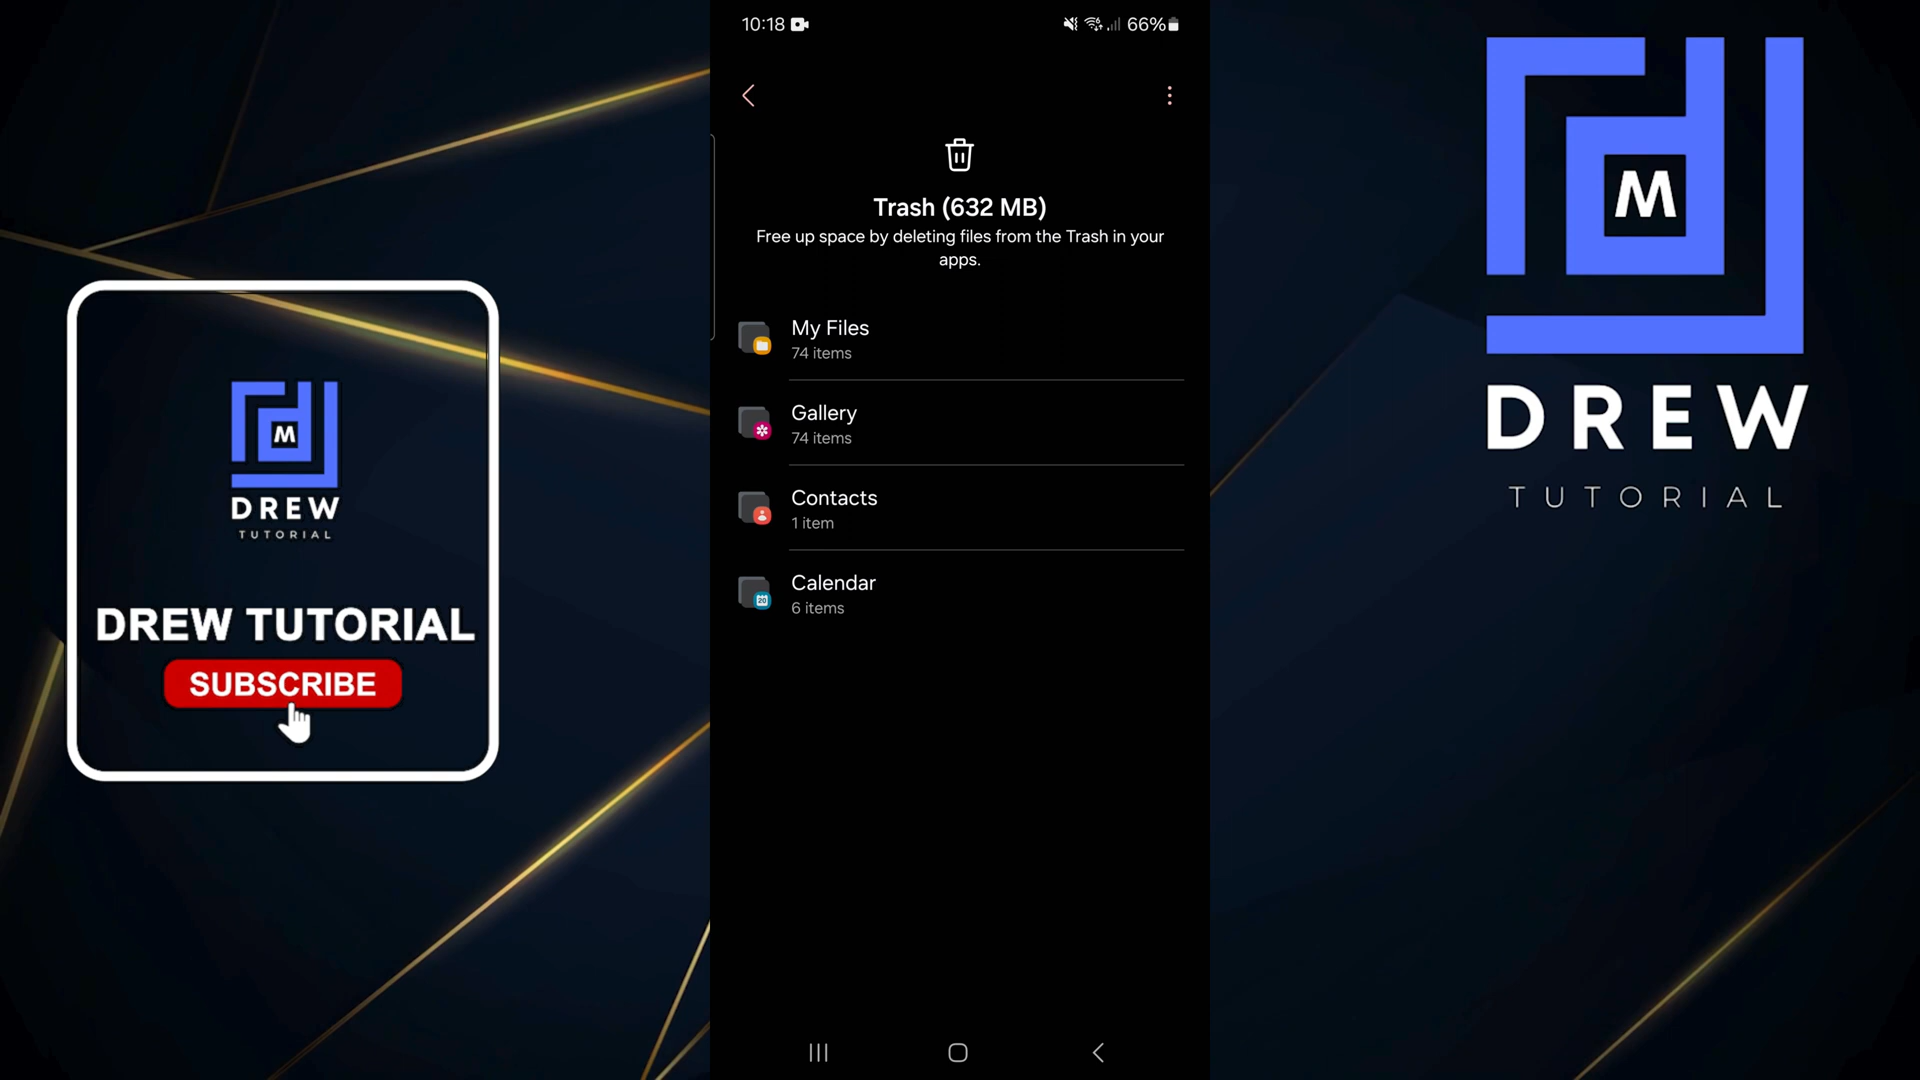 10:18
66%
Trash (632 MB)
Free up space by deleting files from the Trash in your
apps.
My Files
74 items
Gallery
74 items
Contacts
1 item
Calendar
20
6 items
M
DREW
TUTORIAL
DREW TUTORIAL
SUBSCRIBE
M
DREW
TUTORIAL